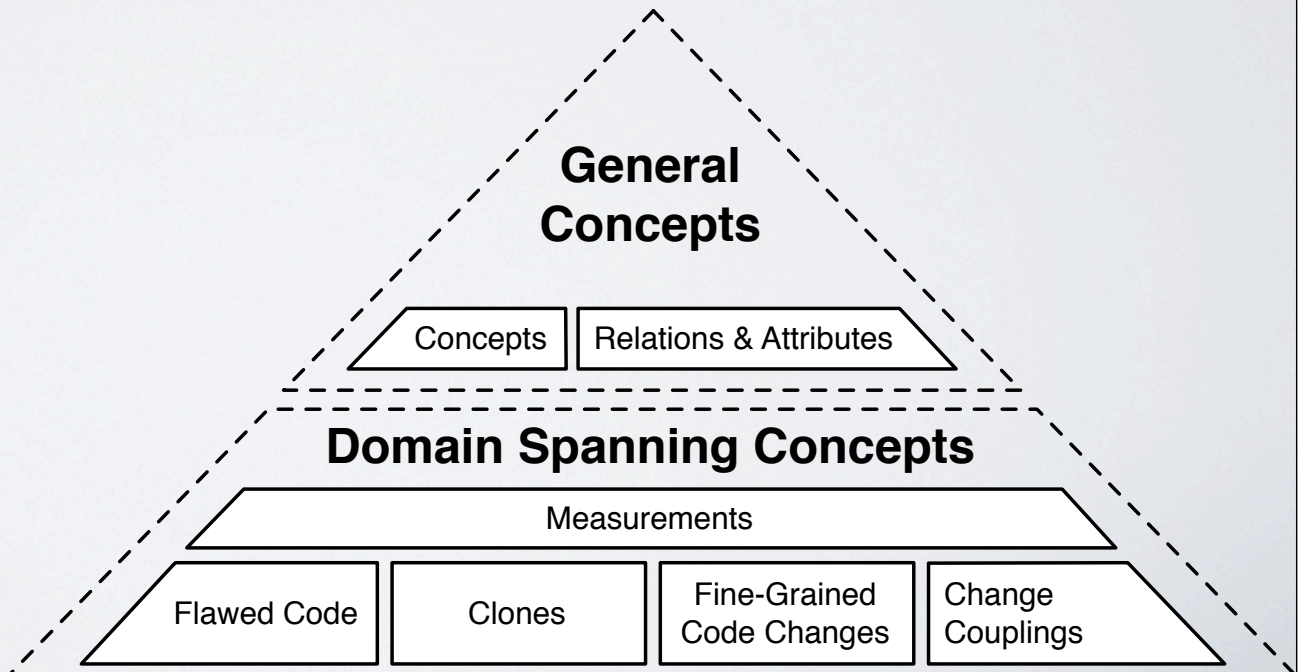 General
Concepts
Concepts
Relations & Attributes
Domain Spanning Concepts
Measurements
Flawed Code
Clones
Fine-Grained
Code Changes
Change
Couplings